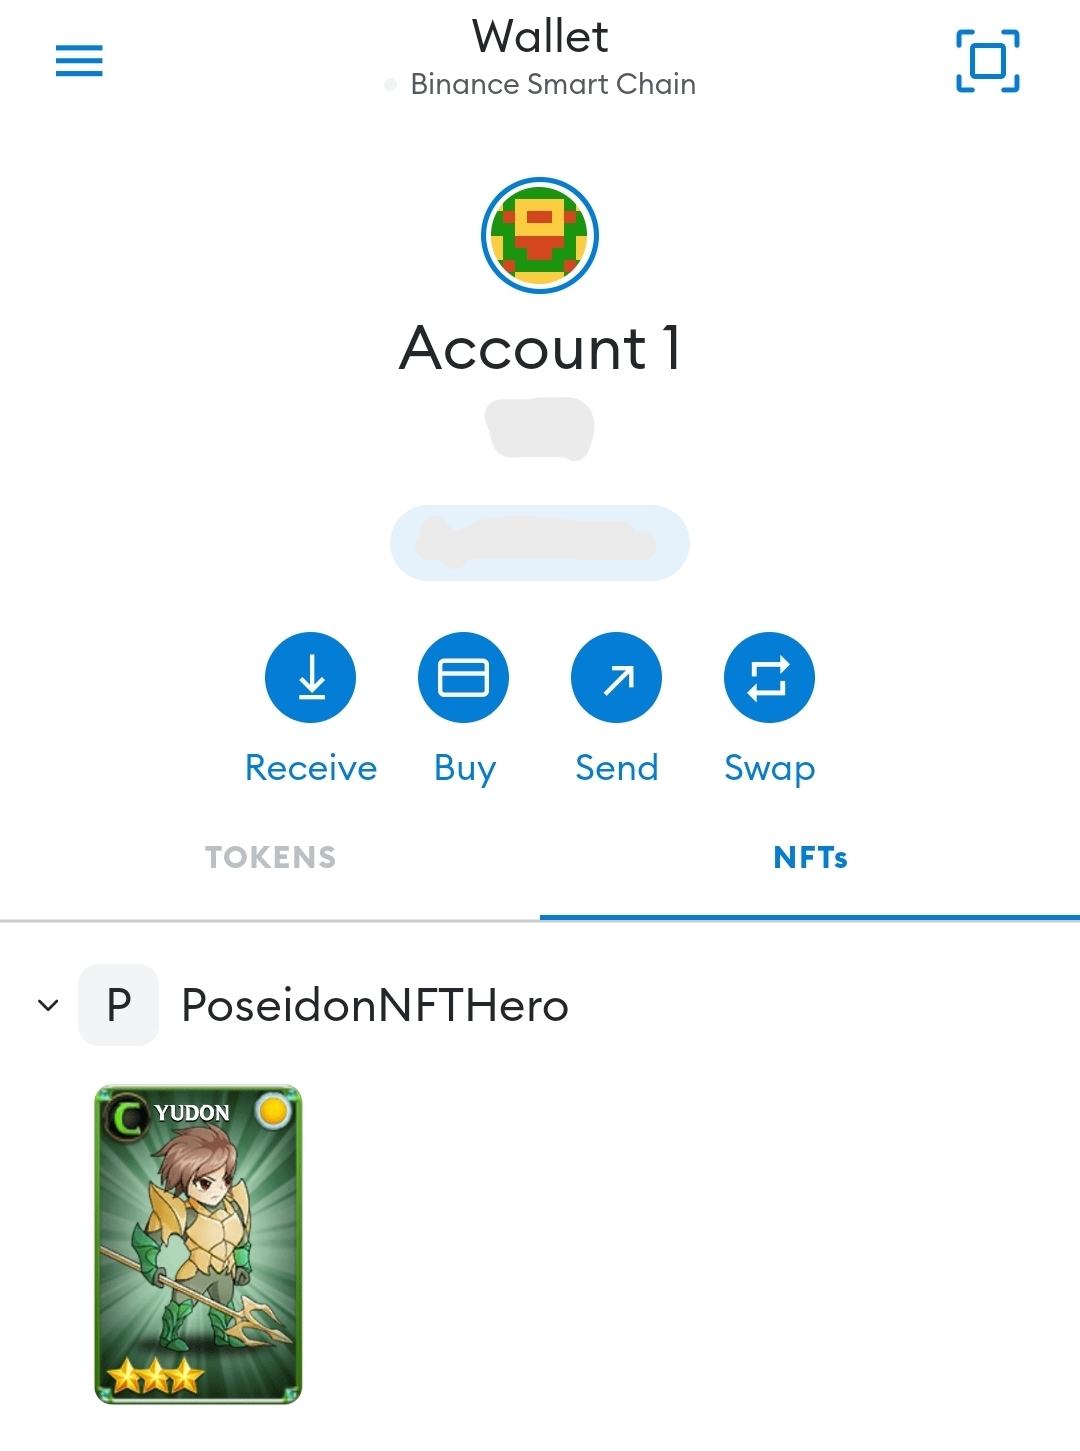 Wallet
Binance Smart Chain
Account 1
Receive Buy Send Swap
TOKENS NFTs
P PoseidonNFTHero
C YUDON